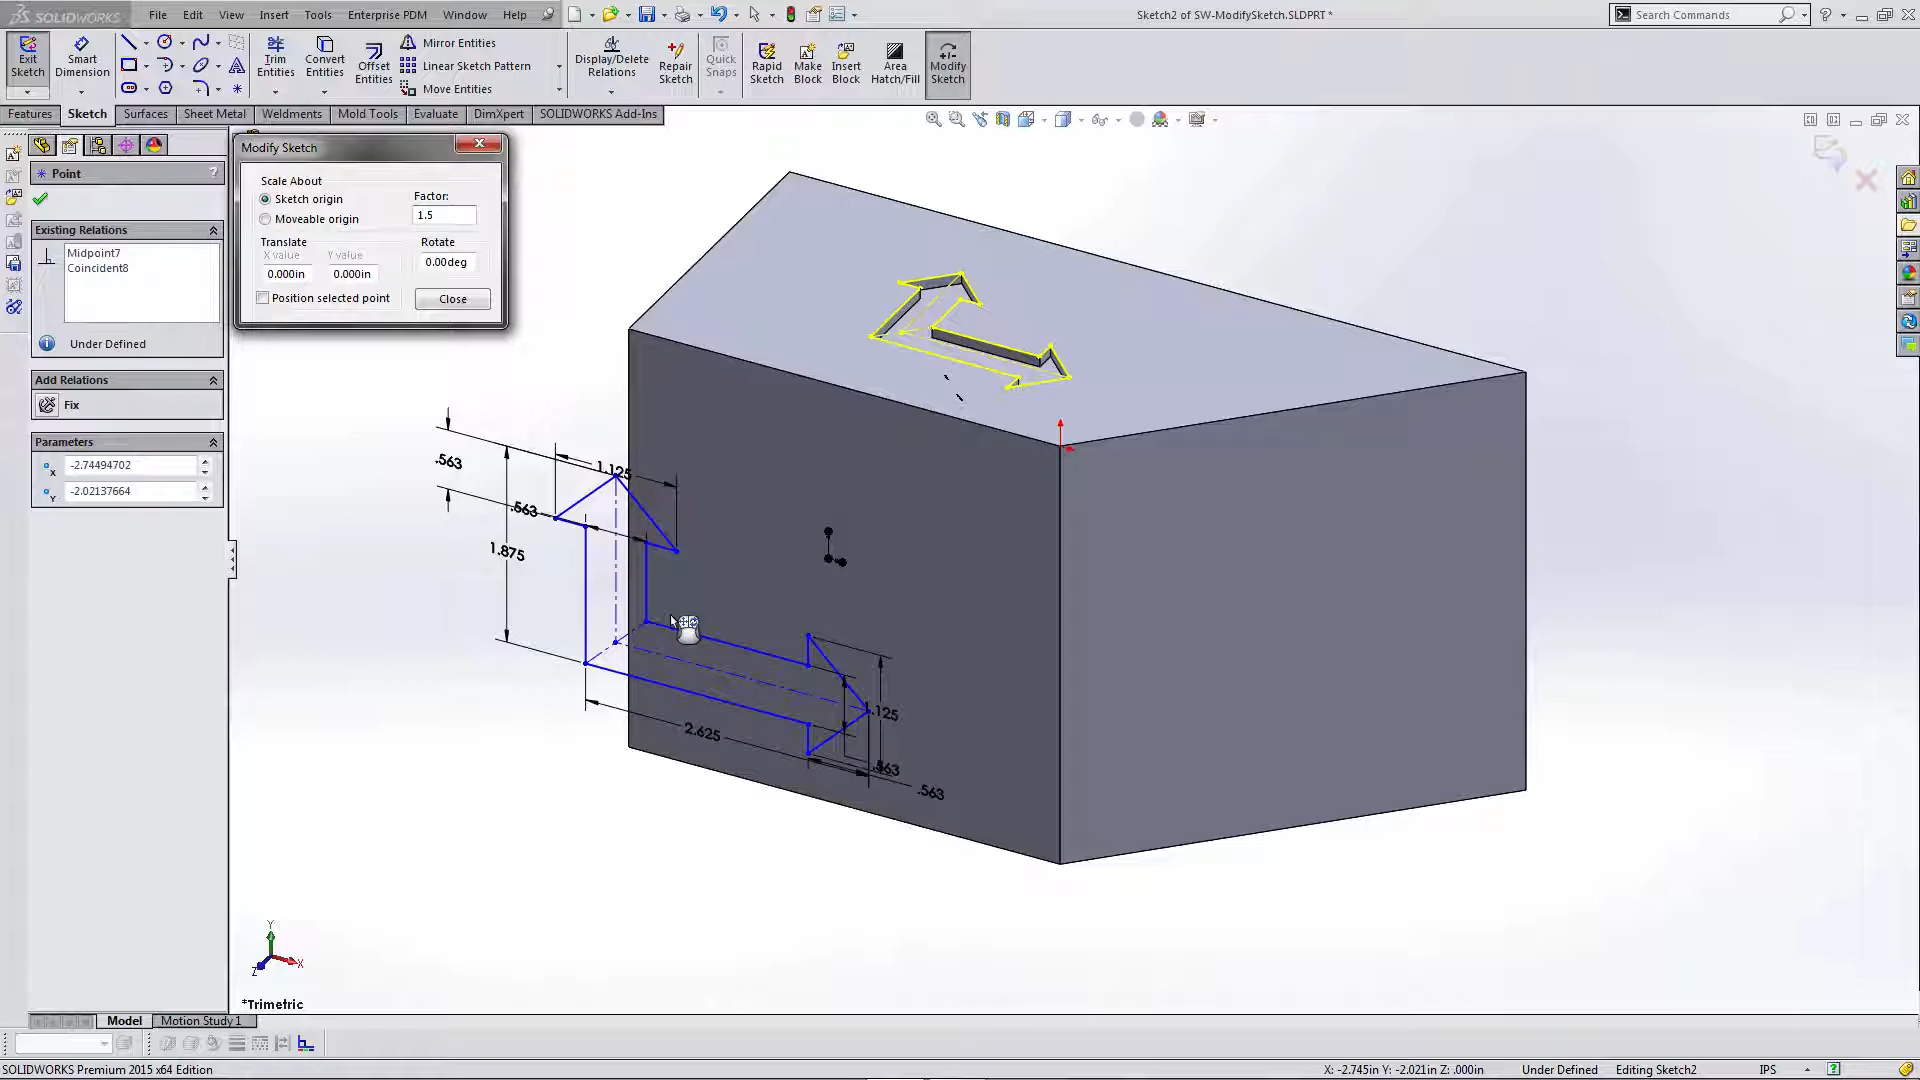 SOLIDWORKS File Edit View Insert Tools Enterprise PDM Window Help
Sketch2 of SW-ModifySketch.SLDPRT *
Search Commands
Exit Sketch
Smart Dimension
Trim Entities
Convert Entities
Offset Entities
Mirror Entities
Linear Sketch Pattern
Move Entities
Display/Delete Relations
Repair Sketch
Quick Snaps
Rapid Sketch
Make Block
Insert Block
Area Hatch/Fill
Modify Sketch
Features Sketch Surfaces Sheet Metal Weldments Mold Tools Evaluate DimXpert SOLIDWORKS Add-Ins
Point ?
Existing Relations
Midpoint7
Coincident8
Under Defined
Add Relations
Fix
Parameters
X -2.74494702
Y -2.02137664
Modify Sketch
Scale About
Sketch origin
Moveable origin
Factor:
1.5
Translate
X value Y value
0.000in 0.000in
Rotate
0.00deg
Position selected point
Close
.563
1.125
.563
1.875
1.125
2.625
.563
.563
Y
X
Z
*Trimetric
Model Motion Study 1
SOLIDWORKS Premium 2015 x64 Edition
X: -2.745in Y: -2.021in Z: .000in Under Defined Editing Sketch2 IPS